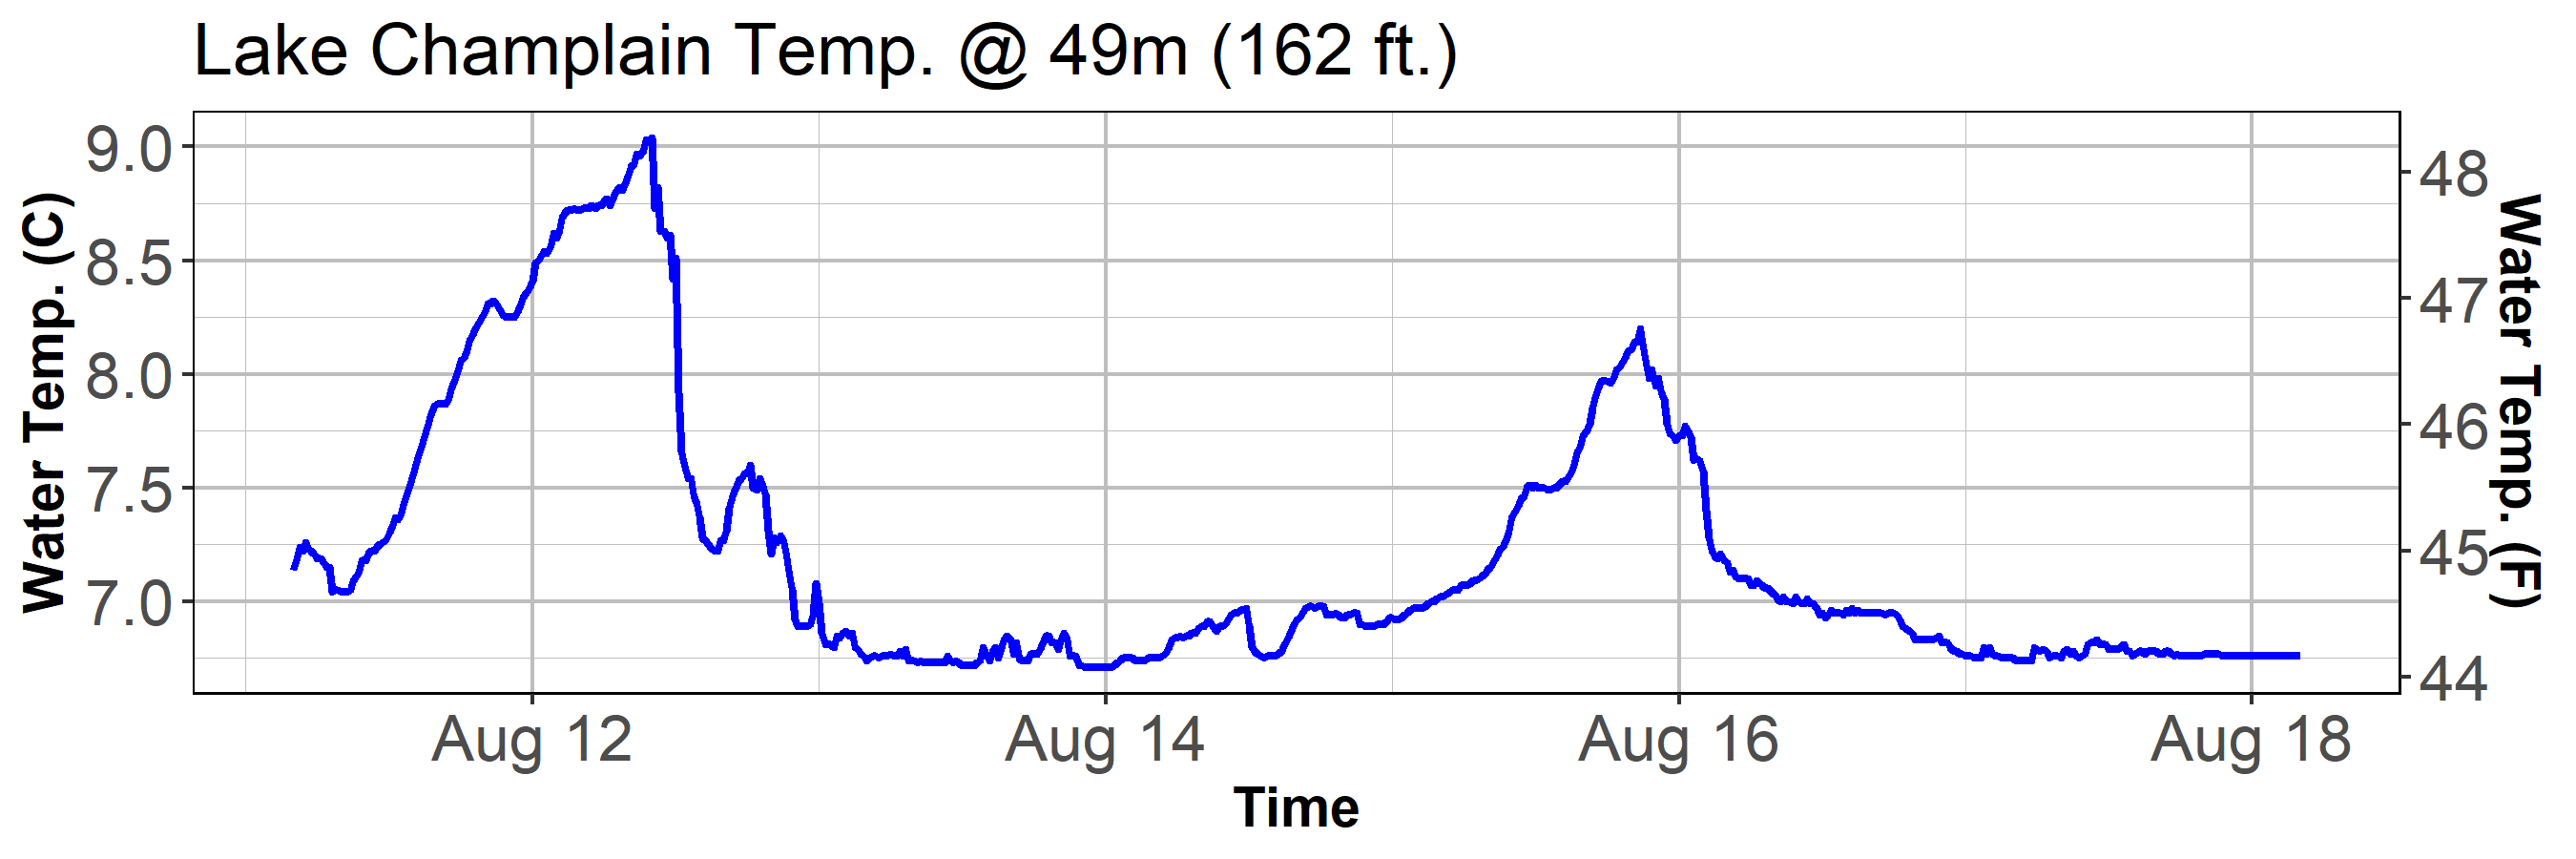 Lake Champlain Temp. @ 49m (162 ft.)
Water Temp. (C)
9.0
8.5
8.0
7.5
7.0
48
47
46
45
44
Water Temp. (F)
Aug 12 Aug 14 Aug 16 Aug 18
Time